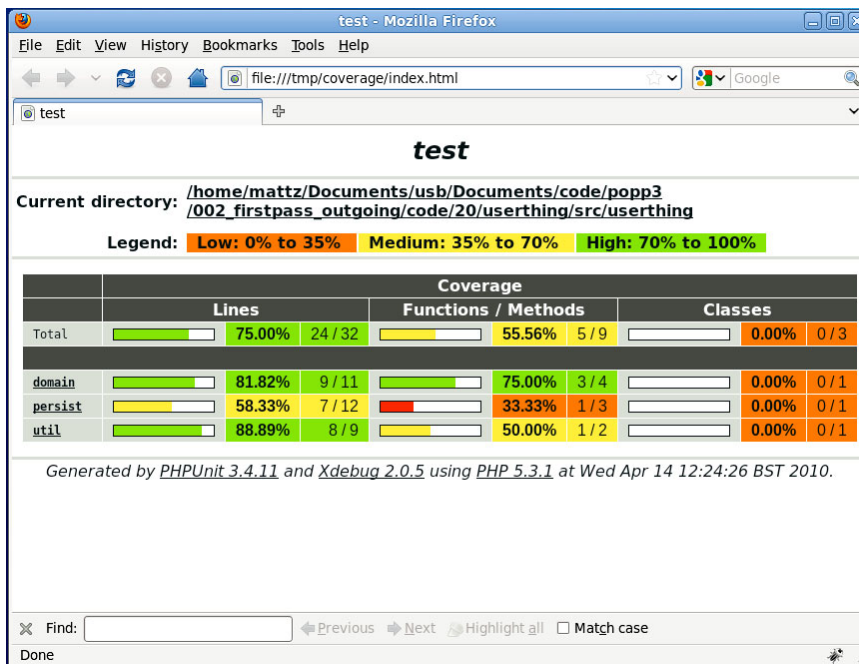 test - Mozilla Firefox
File Edit View History Bookmarks Tools Help
file:///tmp/coverage/index.html
Google
test
test
Current directory: /home/mattz/Documents/usb/Documents/code/popp3
/002_firstpass_outgoing/code/20/userthing/src/userthing
Legend: Low: 0% to 35% Medium: 35% to 70% High: 70% to 100%
Coverage
Lines Functions / Methods Classes
Total 75.00% 24 / 32 55.56% 5 / 9 0.00% 0 / 3
domain 81.82% 9 / 11 75.00% 3 / 4 0.00% 0 / 1
persist 58.33% 7 / 12 33.33% 1 / 3 0.00% 0 / 1
util 88.89% 8 / 9 50.00% 1 / 2 0.00% 0 / 1
Generated by PHPUnit 3.4.11 and Xdebug 2.0.5 using PHP 5.3.1 at Wed Apr 14 12:24:26 BST 2010.
Find: Previous Next Highlight all Match case
Done